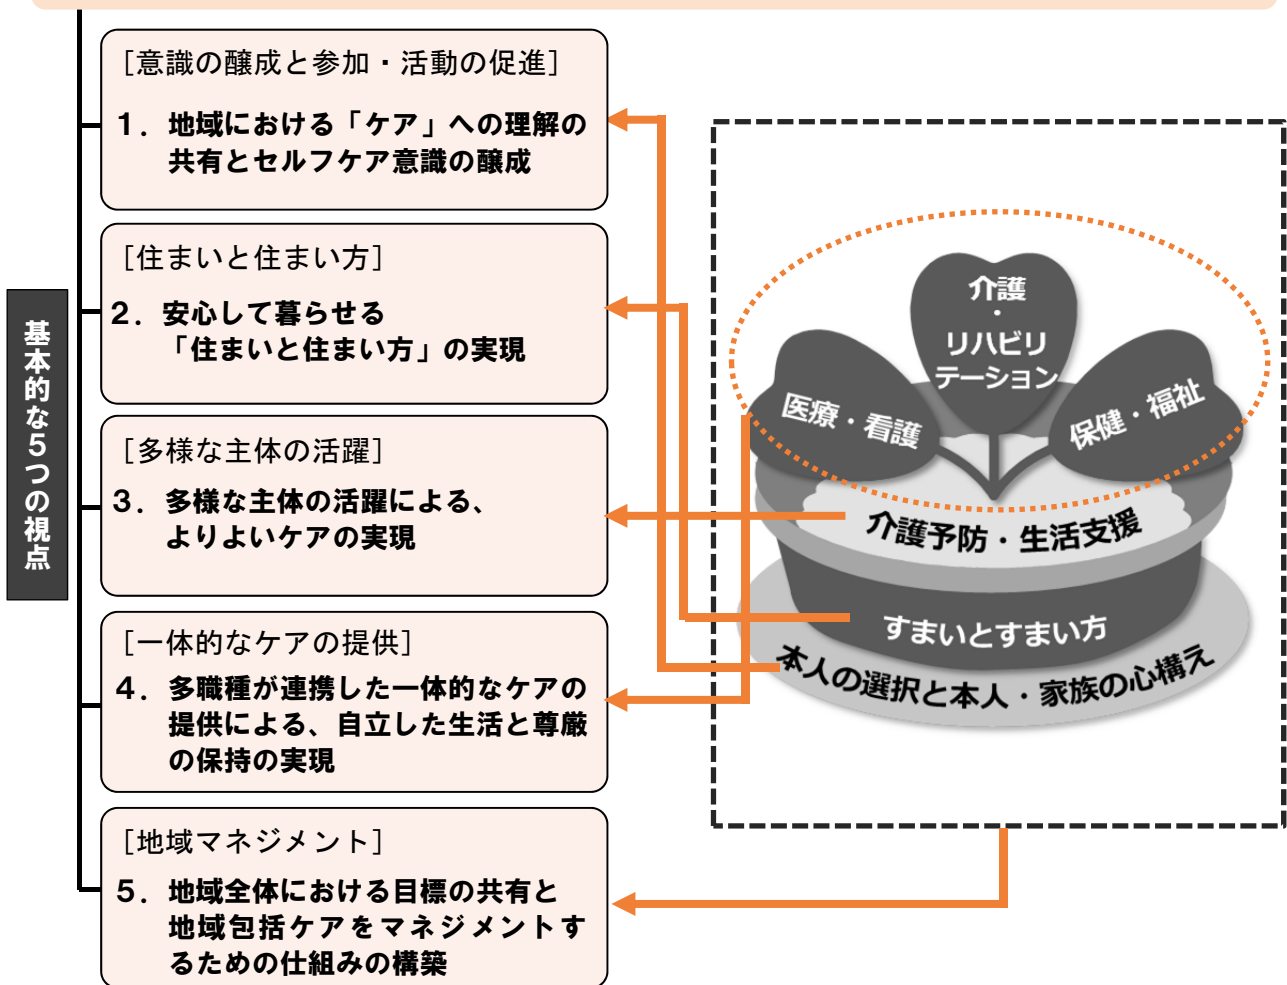 基本的な５つの視点
［意識の醸成と参加・活動の促進］
１．地域における「ケア」への理解の
共有とセルフケア意識の醸成
［住まいと住まい方］
２．安心して暮らせる
「住まいと住まい方」の実現
［多様な主体の活躍］
３．多様な主体の活躍による、
よりよいケアの実現
［一体的なケアの提供］
４．多職種が連携した一体的なケアの
提供による、自立した生活と尊厳
の保持の実現
［地域マネジメント］
５．地域全体における目標の共有と
地域包括ケアをマネジメントす
るための仕組みの構築
介護
・
リハビリ
テーション
医療・看護
保健・福祉
介護予防・生活支援
すまいとすまい方
本人の選択と本人・家族の心構え